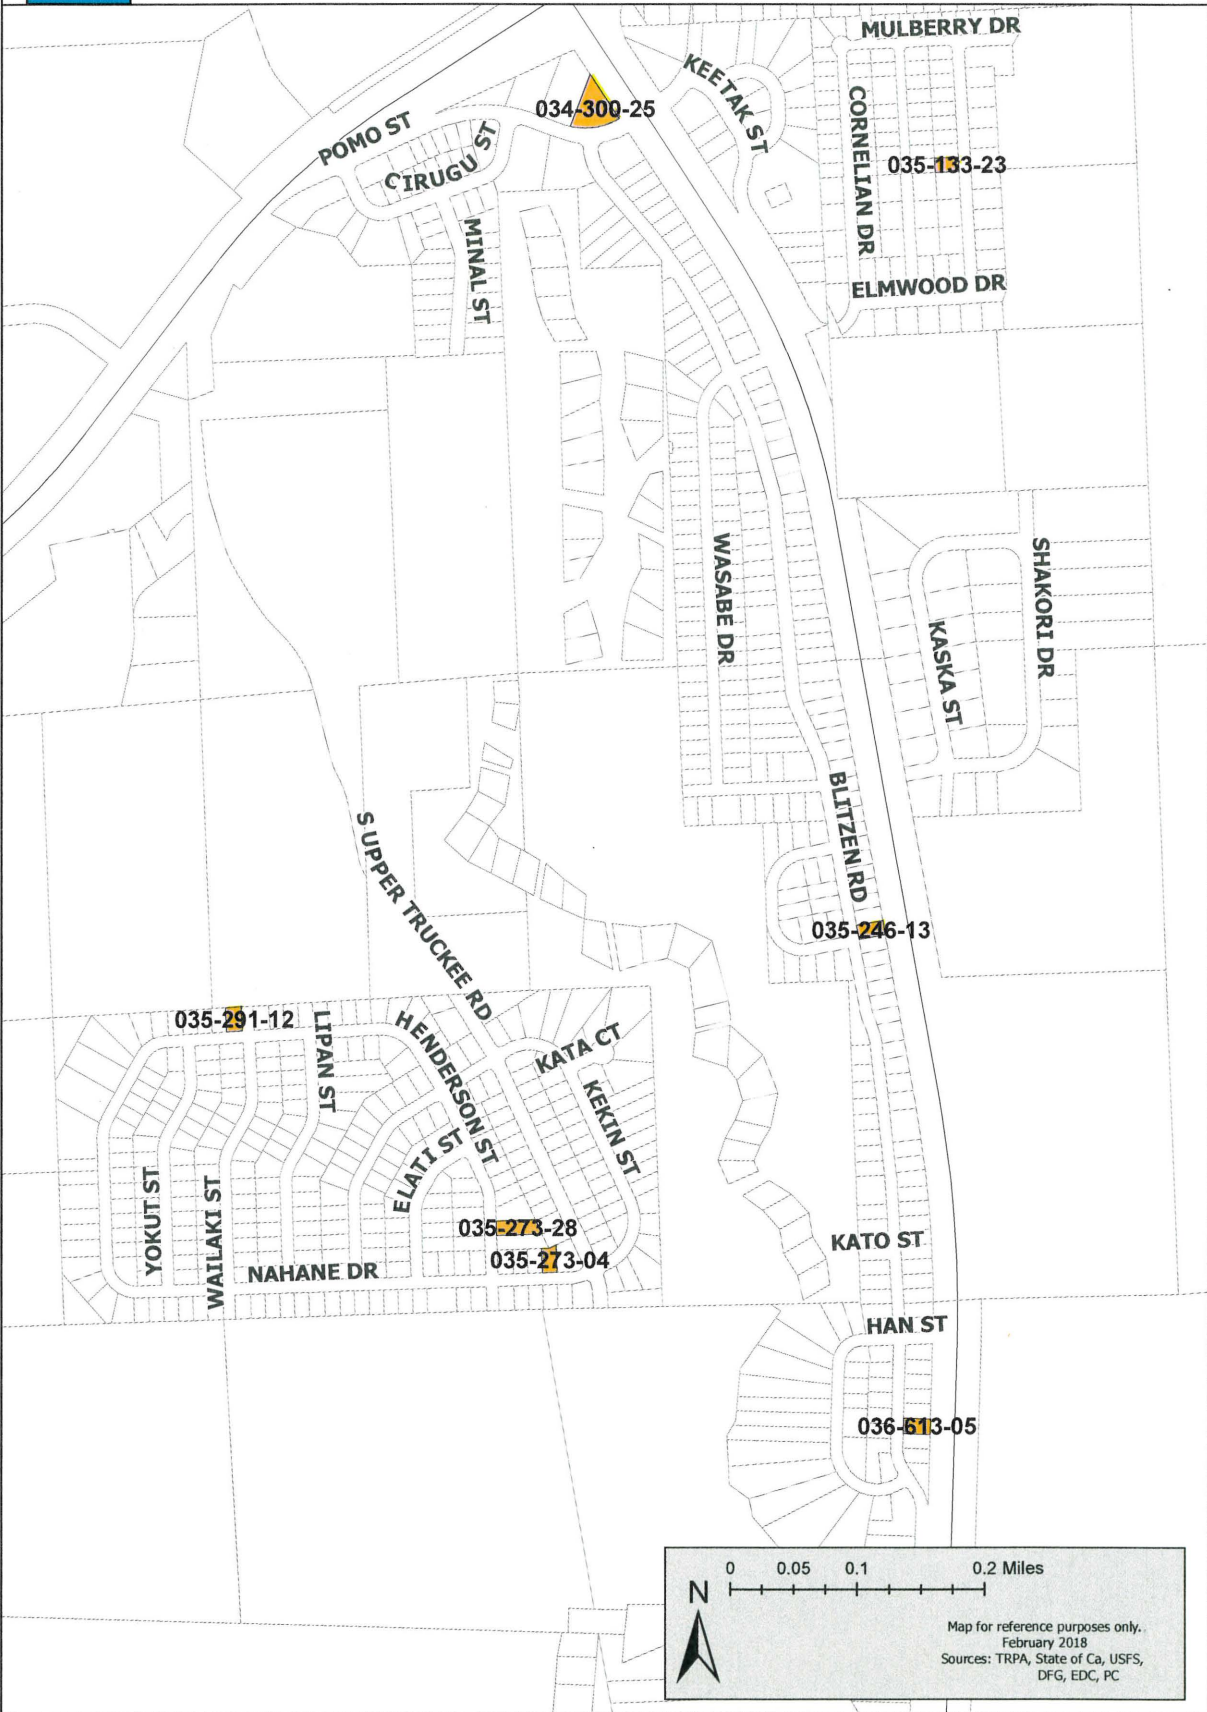 MULBERRY DR
KEETAK ST
034-300-25
CORNELIAN DR
POMO ST
CIRUGU ST
035-133-23
MINAL ST
ELMWOOD DR
WASABE DR
SHAKORI DR
KASKA ST
BLITZEN RD
S UPPER TRUCKEE RD
035-246-13
035-291-12
LIPAN ST
HENDERSON ST
KATA CT
KEKIN ST
ELATI ST
YOKUT ST
WAILAKI ST
035-273-28
035-273-04
KATO ST
NAHANE DR
HAN ST
036-613-05
0 0.05 0.1 0.2 Miles
N
Map for reference purposes only.
February 2018
Sources: TRPA, State of Ca, USFS,
DFG, EDC, PC